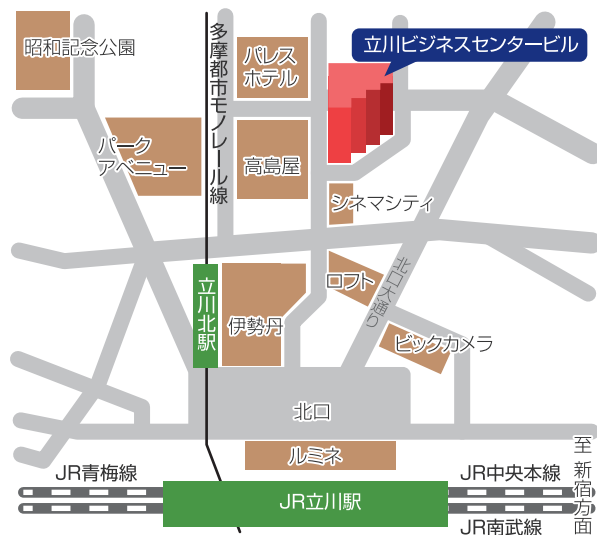 昭和記念公園
多摩都市モノレール線
パレス
ホテル
立川ビジネスセンタービル
パーク
アベニュー
高島屋
シネマシティ
立川北駅
伊勢丹
ロフト
北口大通り
ビックカメラ
北口
ルミネ
JR青梅線
JR立川駅
JR中央本線
JR南武線
至 新宿方面